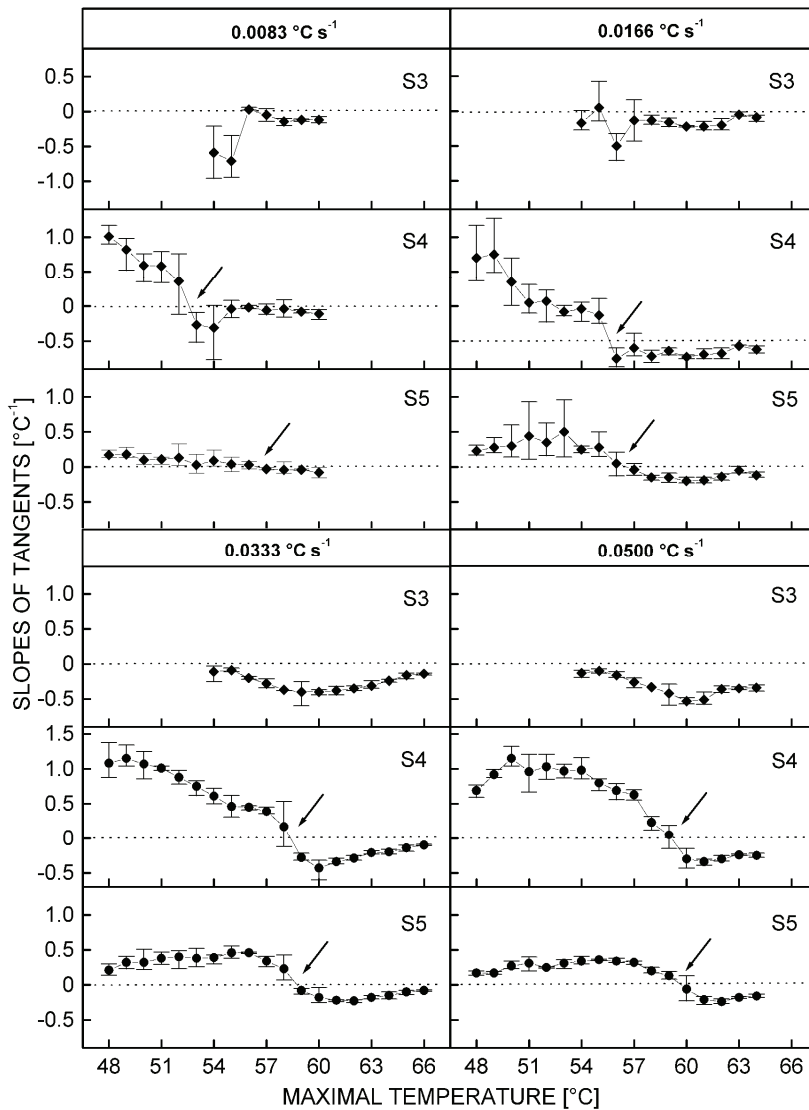 0.0083 °C s-1
0.0166 °C s-1
S3
S3
0.5
0
-0.5
-1.0
S4
S4
1.0
0.5
0
-0.5
S5
S5
1.0
0.5
0
-0.5
0.0333 °C s-1
0.0500 °C s-1
S3
S3
1.0
0.5
0
-0.5
S4
S4
1.5
1.0
0.5
0
-0.5
S5
S5
1.0
0.5
0
-0.5
48 51 54 57 60 63 66
48 51 54 57 60 63 66
SLOPES OF TANGENTS [°C-1]
MAXIMAL TEMPERATURE [°C]